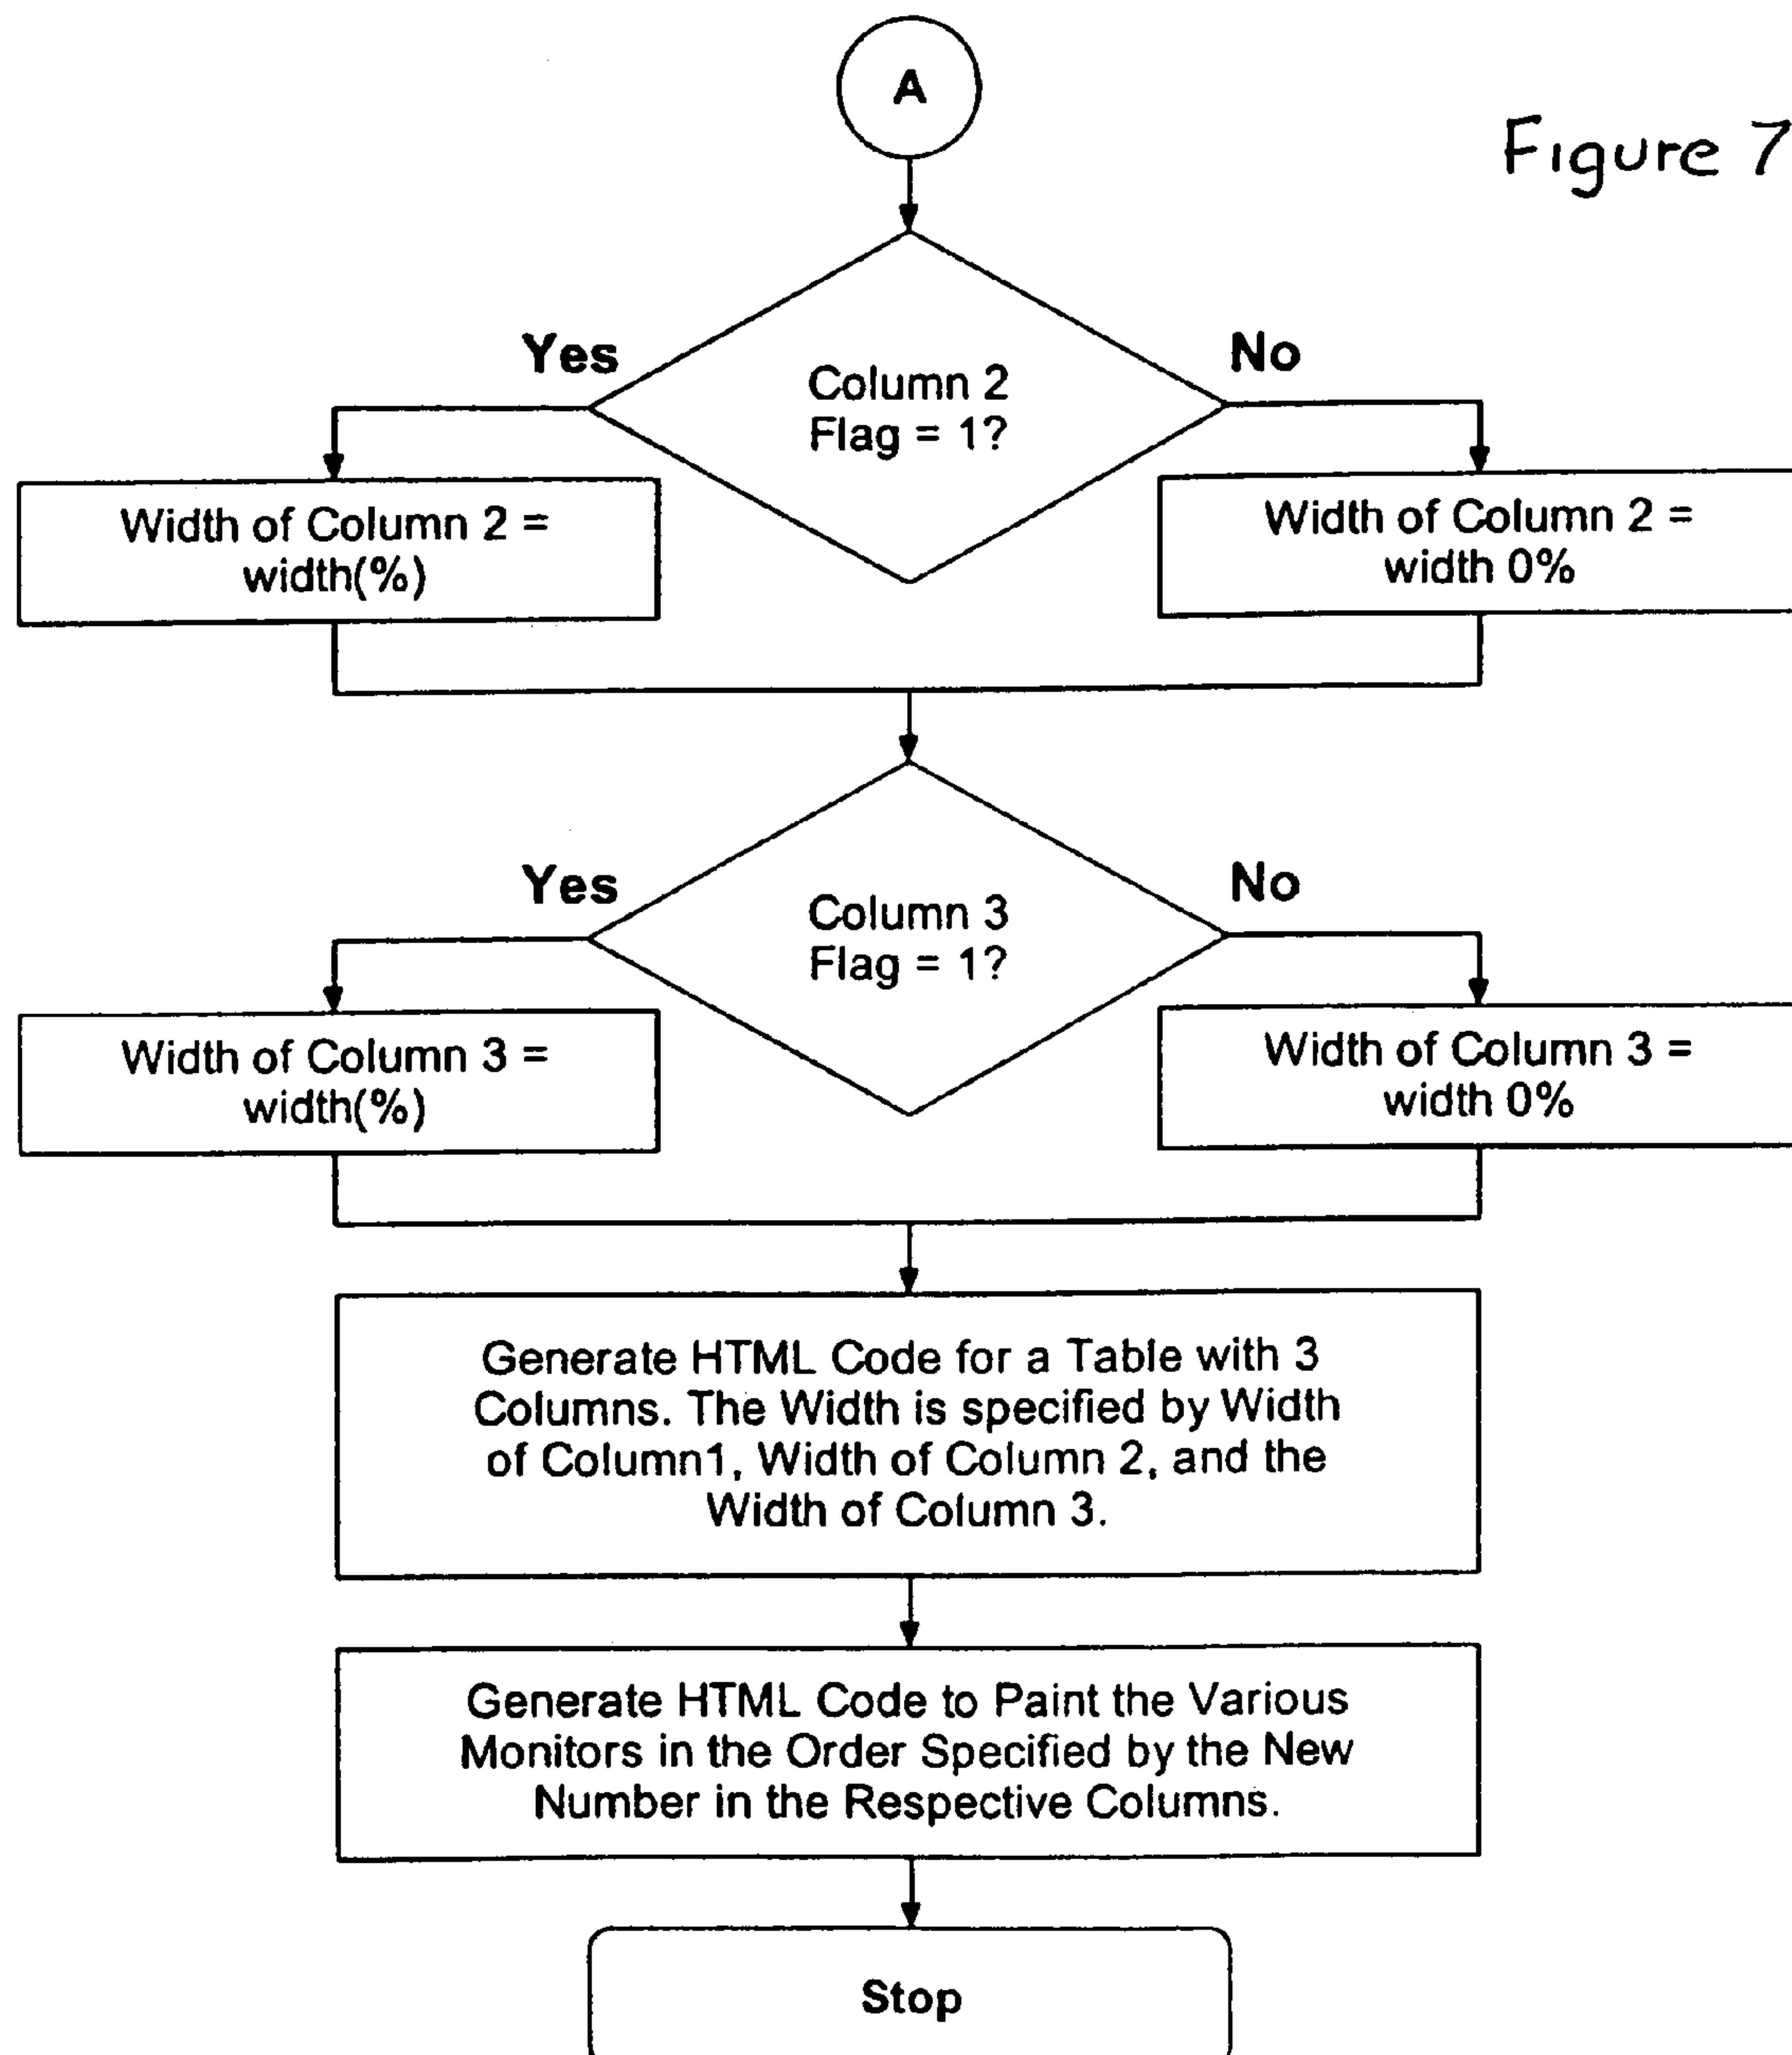 A
Figure 7
Yes
No
Column 2
Flag = 1?
Width of Column 2 =
width(%)
Width of Column 2 =
width 0%
Yes
No
Column 3
Flag = 1?
Width of Column 3 =
width(%)
Width of Column 3 =
width 0%
Generate HTML Code for a Table with 3
Columns. The Width is specified by Width
of Column1, Width of Column 2, and the
Width of Column 3.
Generate HTML Code to Paint the Various
Monitors in the Order Specified by the New
Number in the Respective Columns.
Stop